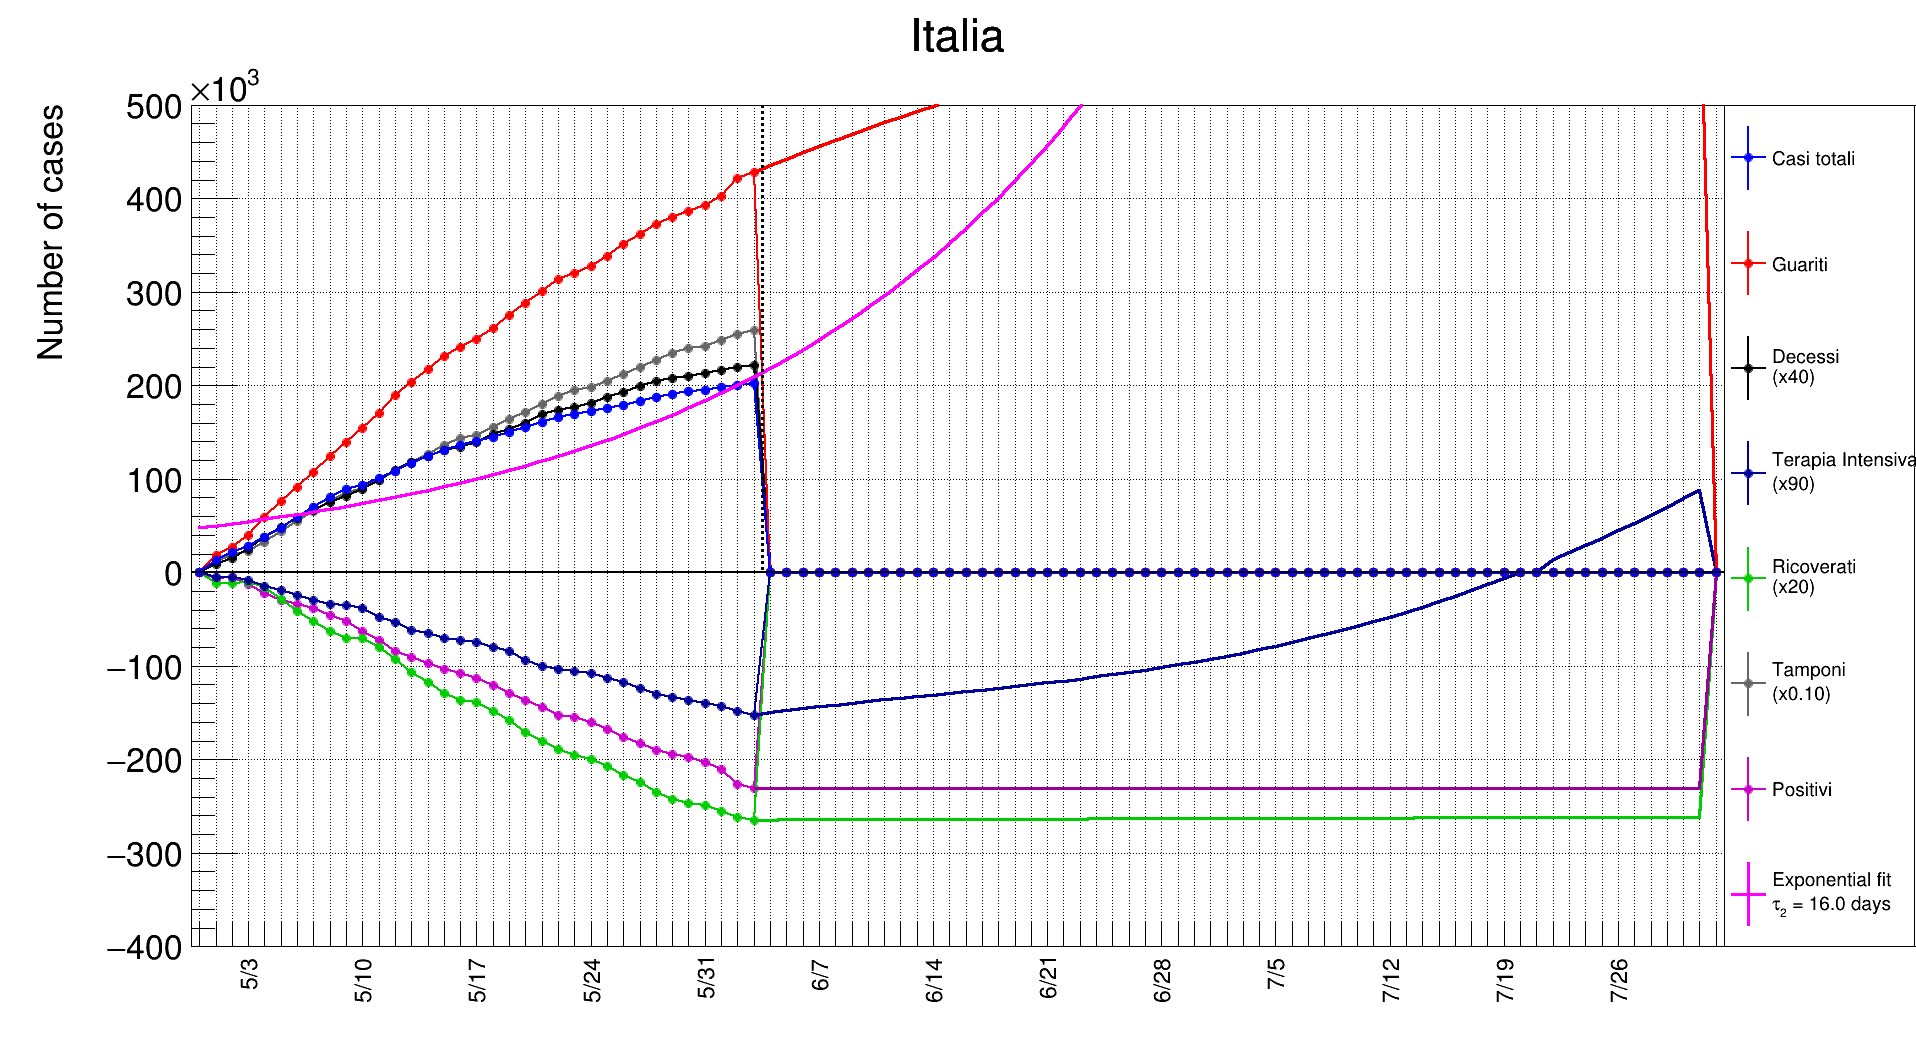 Italia
×10³
Number of cases
500
400
300
200
100
0
−100
−200
−300
−400
5/3
5/10
5/17
5/24
5/31
6/7
6/14
6/21
6/28
7/5
7/12
7/19
7/26
Casi totali
Guariti
Decessi
(x40)
Terapia Intensiva
(x90)
Ricoverati
(x20)
Tamponi
(x0.10)
Positivi
Exponential fit
τ₂ = 16.0 days